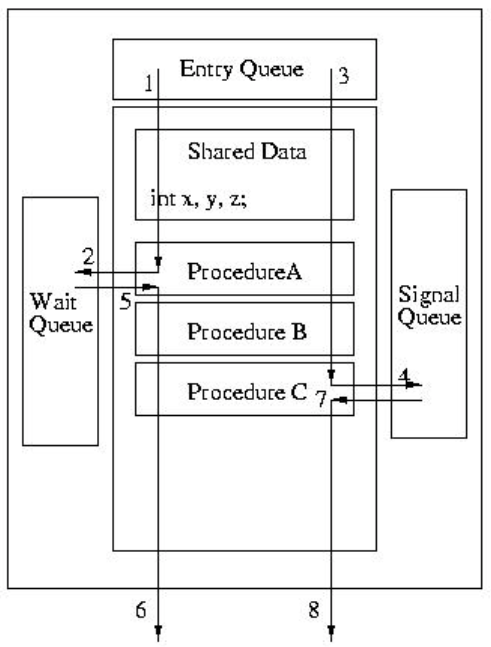 Entry Queue
1
3
Shared Data
int x, y, z;
2
ProcedureA
5
Wait
Queue
Signal
Queue
Procedure B
4
Procedure C
7
6
8